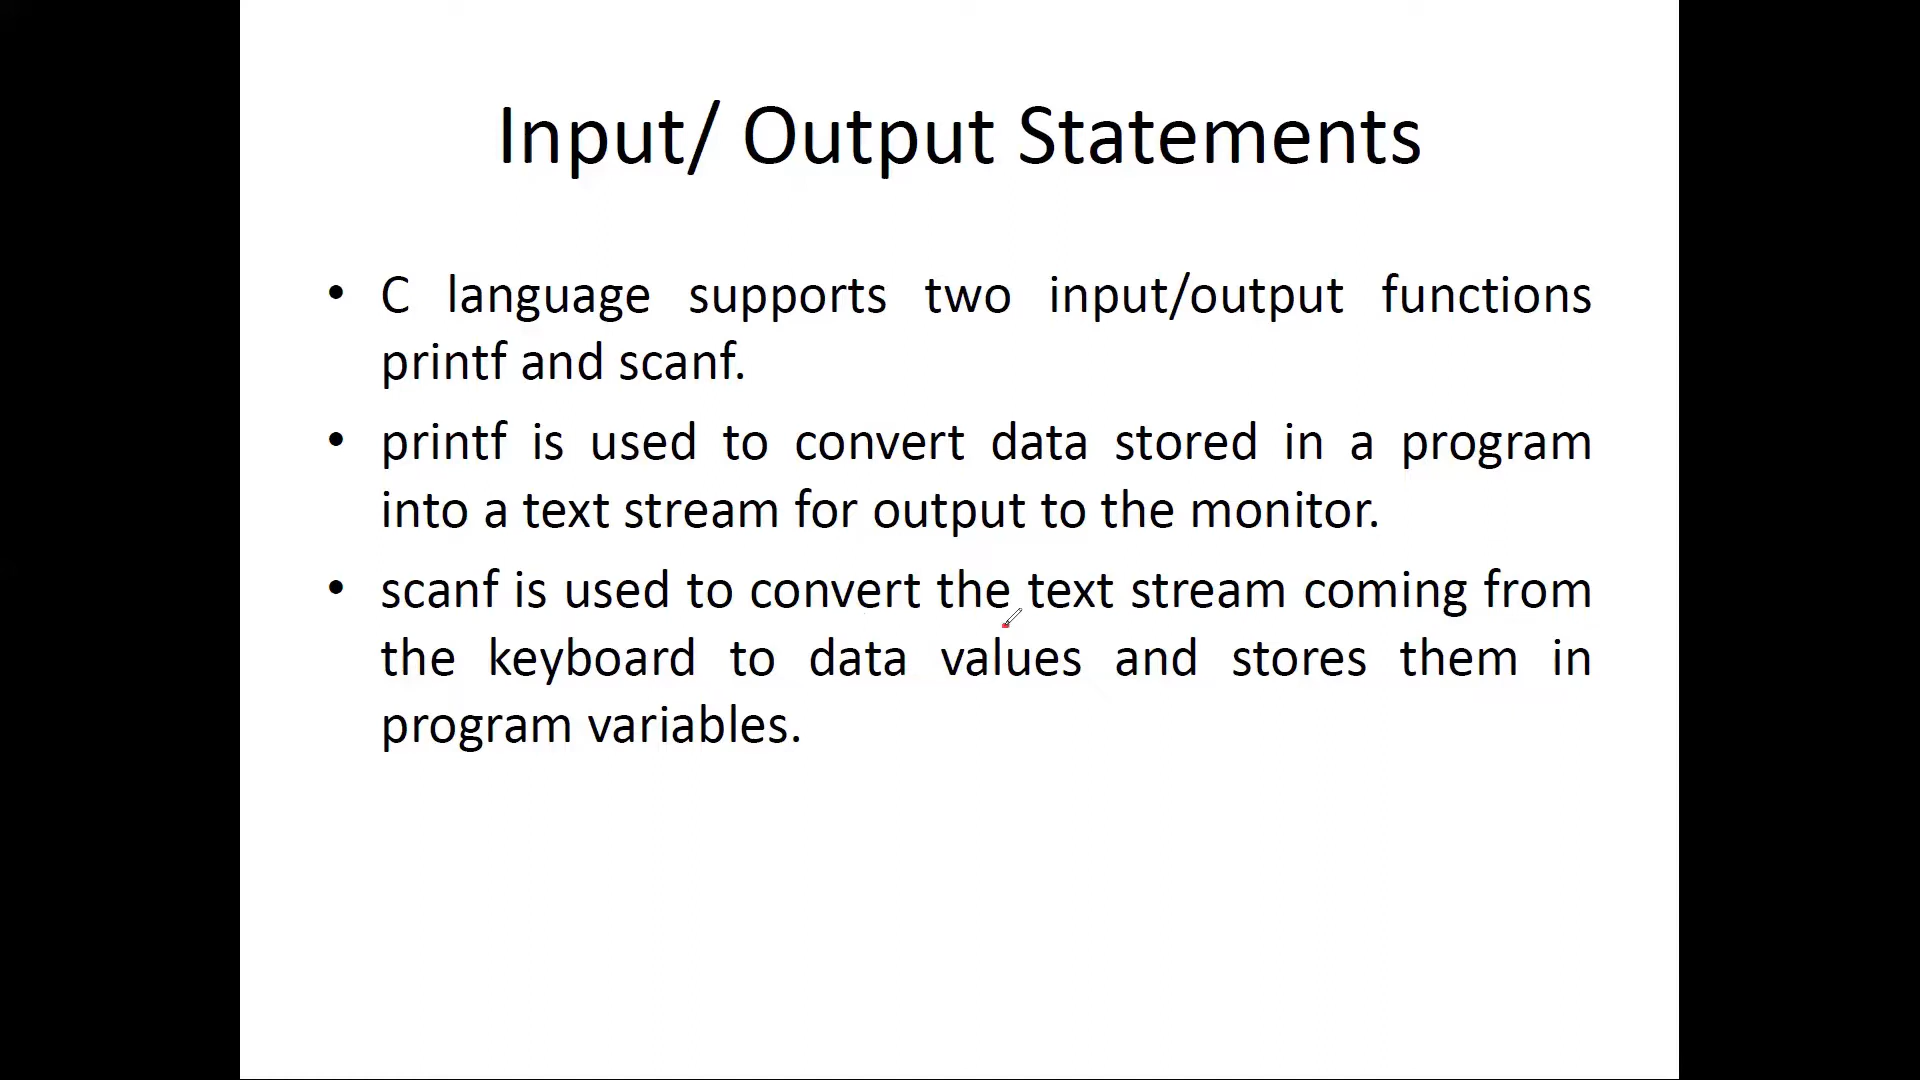 Input/ Output Statements
• C language supports two input/output functions
printf and scanf.
• printf is used to convert data stored in a program
into a text stream for output to the monitor.
• scanf is used to convert the text stream coming from
the keyboard to data values and stores them in
program variables.